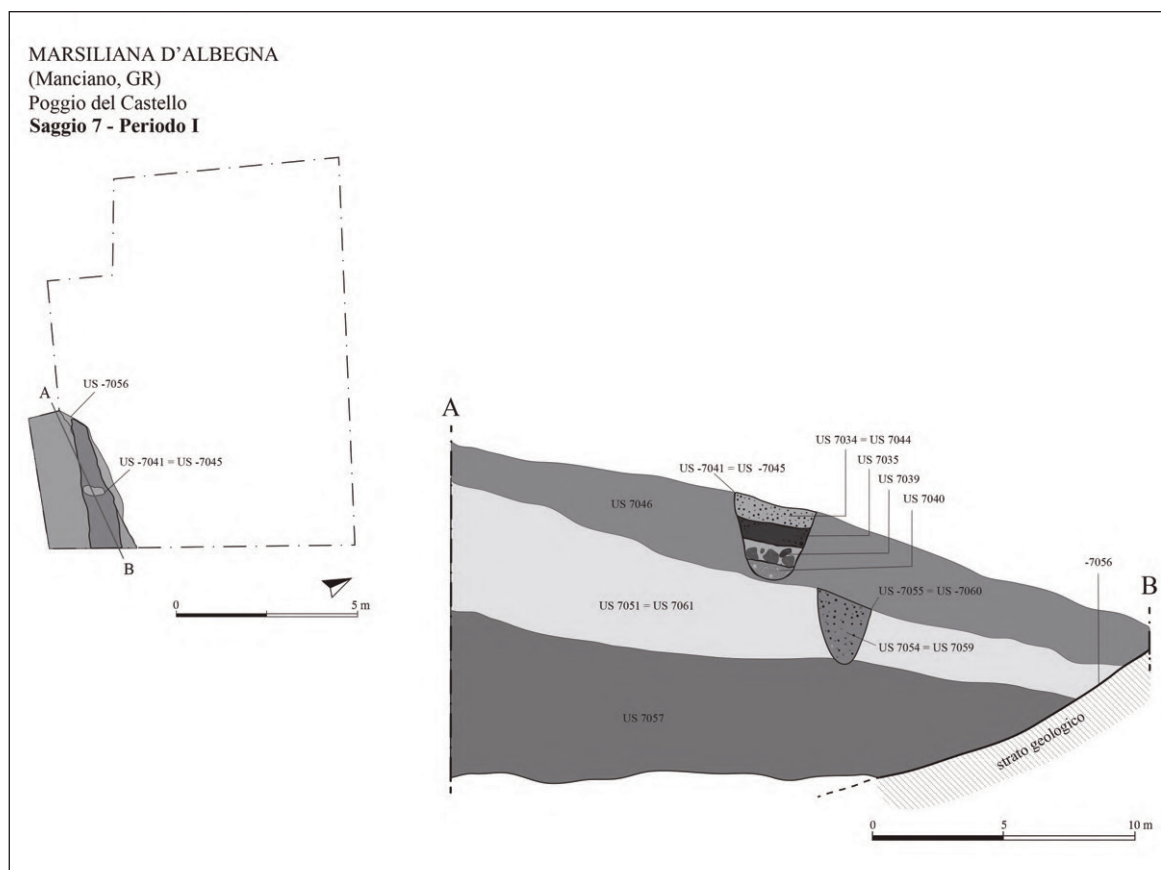 MARSILIANA D'ALBEGNA
(Manciano, GR)
Poggio del Castello
Saggio 7 - Periodo I
A
US -7056
US -7041 = US -7045
B
0
5 m
A
US 7034 = US 7044
US -7041 = US -7045
US 7035
US 7039
US 7040
US 7046
-7056
B
US 7051 = US 7061
US -7055 = US -7060
US 7054 = US 7059
US 7057
strato geologico
0
5
10 m